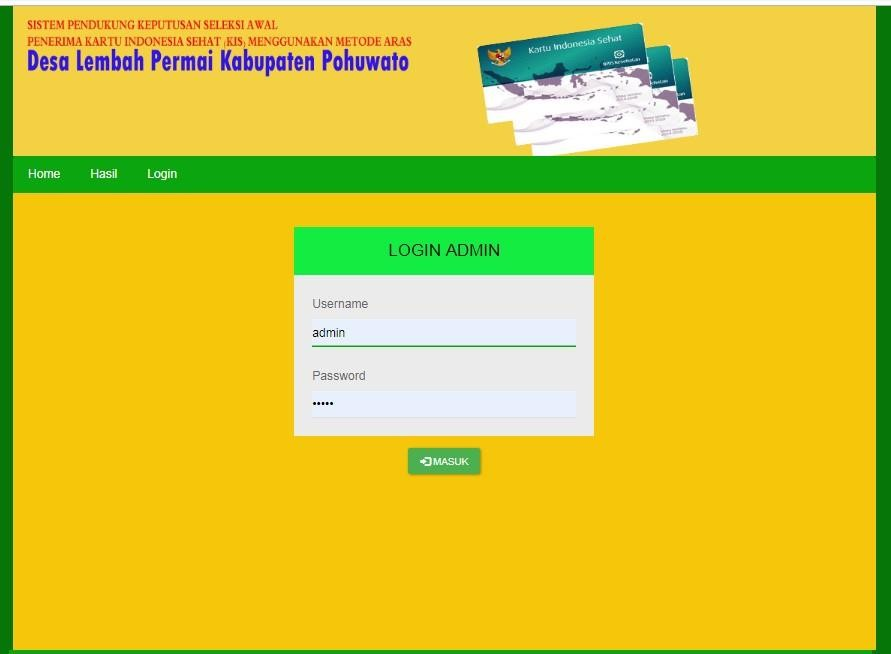 SISTEM PENDUKUNG KEPUTUSAN SELEKSI AWAL
PENERIMA KARTU INDONESIA SEHAT (KIS) MENGGUNAKAN METODE ARAS
Desa Lembah Permai Kabupaten Pohuwato
Kartu Indonesia Sehat
BPJS Kesehatan
Home Hasil Login
LOGIN ADMIN
Username
admin
Password
•••••
MASUK